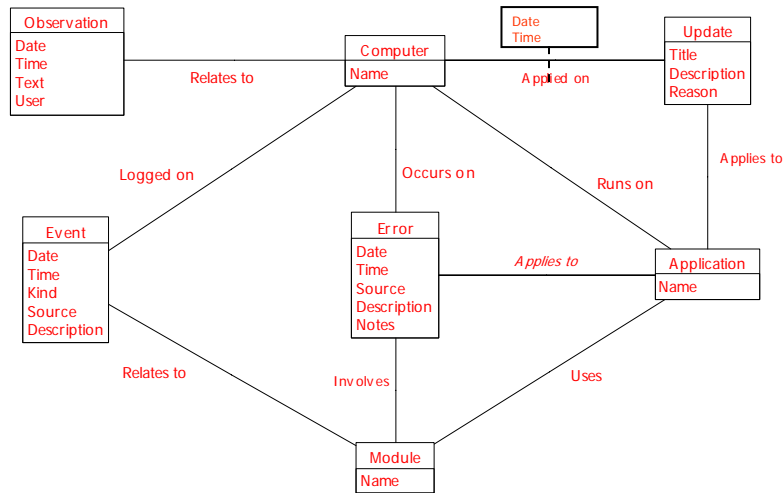 Observation
Date
Time
Text
User
Relates to
Computer
Name
Date
Time
Applied on
Update
Title
Description
Reason
Logged on
Occurs on
Runs on
Applies to
Event
Date
Time
Kind
Source
Description
Error
Date
Time
Source
Description
Notes
Applies to
Application
Name
Relates to
Involves
Uses
Module
Name